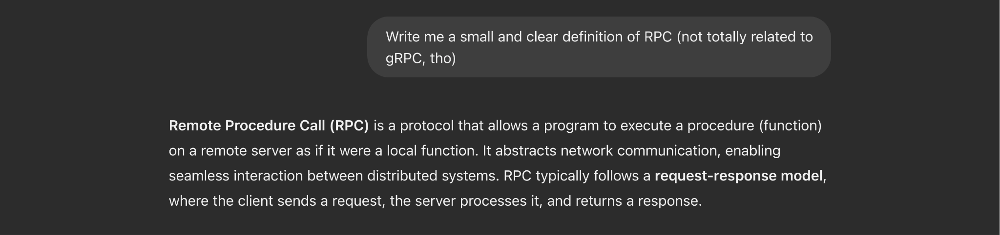 Write me a small and clear definition of RPC (not totally related to
gRPC, tho)
Remote Procedure Call (RPC) is a protocol that allows a program to execute a procedure (function)
on a remote server as if it were a local function. It abstracts network communication, enabling
seamless interaction between distributed systems. RPC typically follows a request-response model,
where the client sends a request, the server processes it, and returns a response.